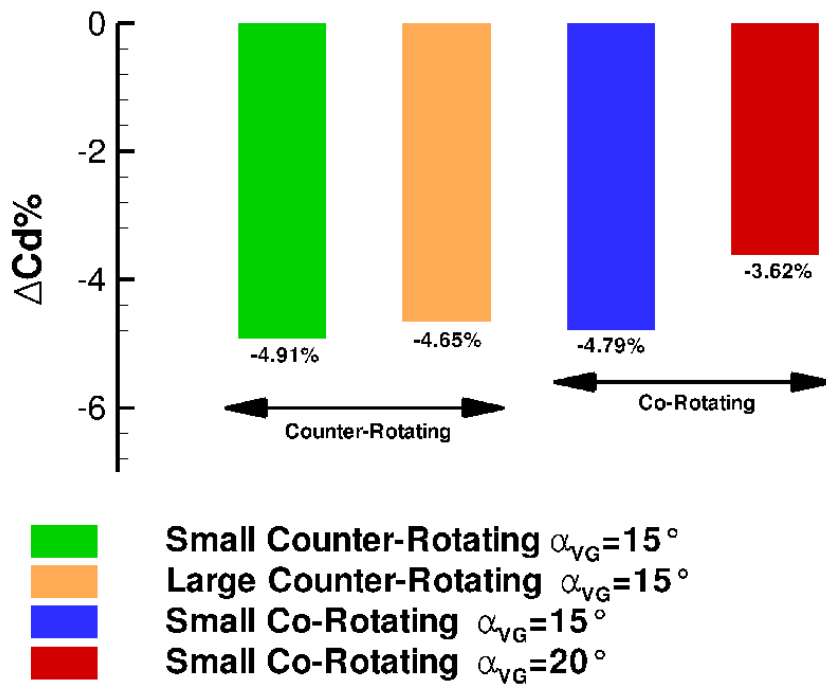 0
-2
-4
-6
ΔCd%
-4.91%
-4.65%
-4.79%
-3.62%
Counter-Rotating
Co-Rotating
Small Counter-Rotating αVG=15°
Large Counter-Rotating αVG=15°
Small Co-Rotating αVG=15°
Small Co-Rotating αVG=20°